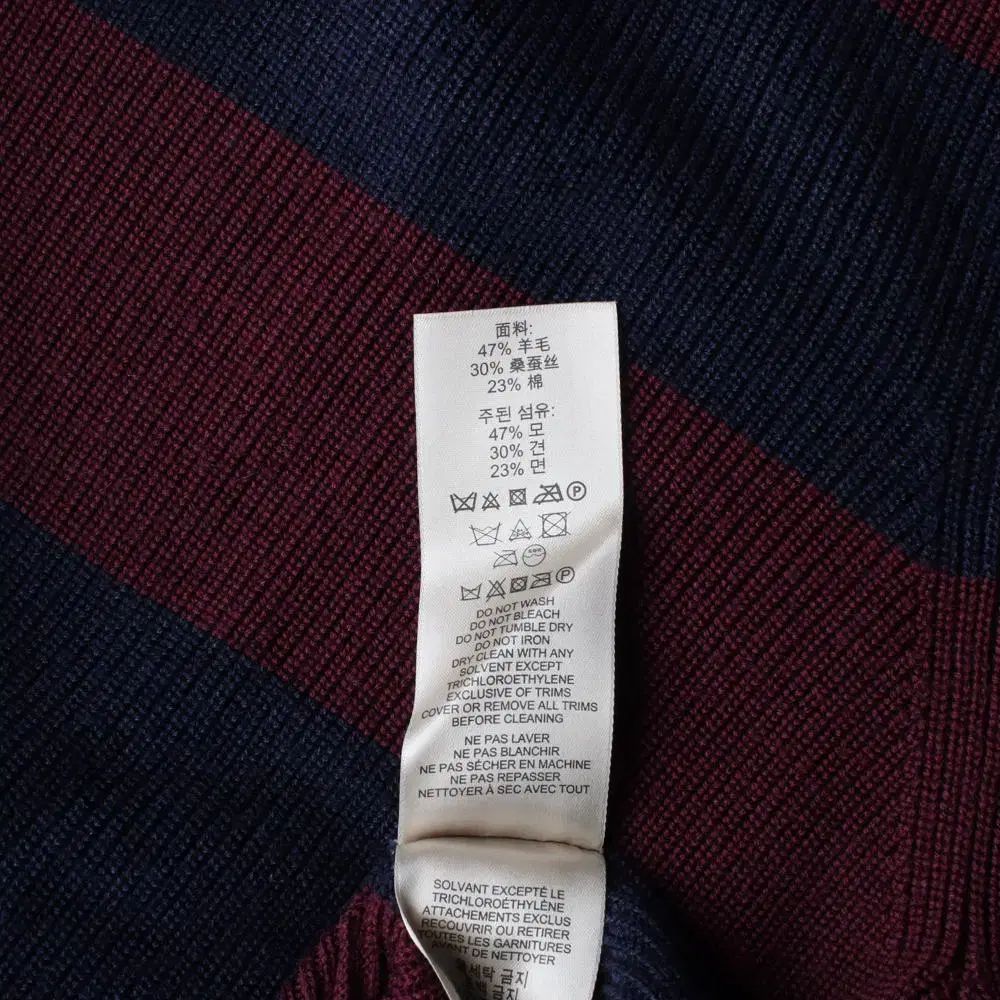 面料:
47% 羊毛
30% 桑蚕丝
23% 棉
주된 섬유:
47% 모
30% 견
23% 면
P
P
DO NOT WASH
DO NOT BLEACH
DO NOT TUMBLE DRY
DO NOT IRON
DRY CLEAN WITH ANY
SOLVENT EXCEPT
TRICHLOROETHYLENE
EXCLUSIVE OF TRIMS
COVER OR REMOVE ALL TRIMS
BEFORE CLEANING
NE PAS LAVER
NE PAS BLANCHIR
NE PAS SÉCHER EN MACHINE
NE PAS REPASSER
NETTOYER À SEC AVEC TOUT
SOLVANT EXCEPTÉ LE
TRICHLOROÉTHYLÈNE
ATTACHEMENTS EXCLUS
RECOUVRIR OU RETIRER
TOUTES LES GARNITURES
AVANT DE NETTOYER
금지
금지